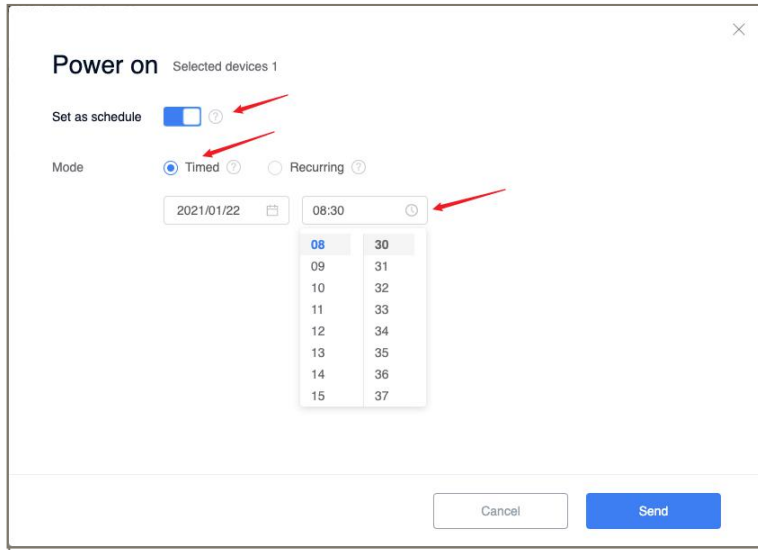 Power on Selected devices 1
Set as schedule ?
Mode Timed ? Recurring ?
2021/01/22 08:30
08 30
09 31
10 32
11 33
12 34
13 35
14 36
15 37
Cancel Send